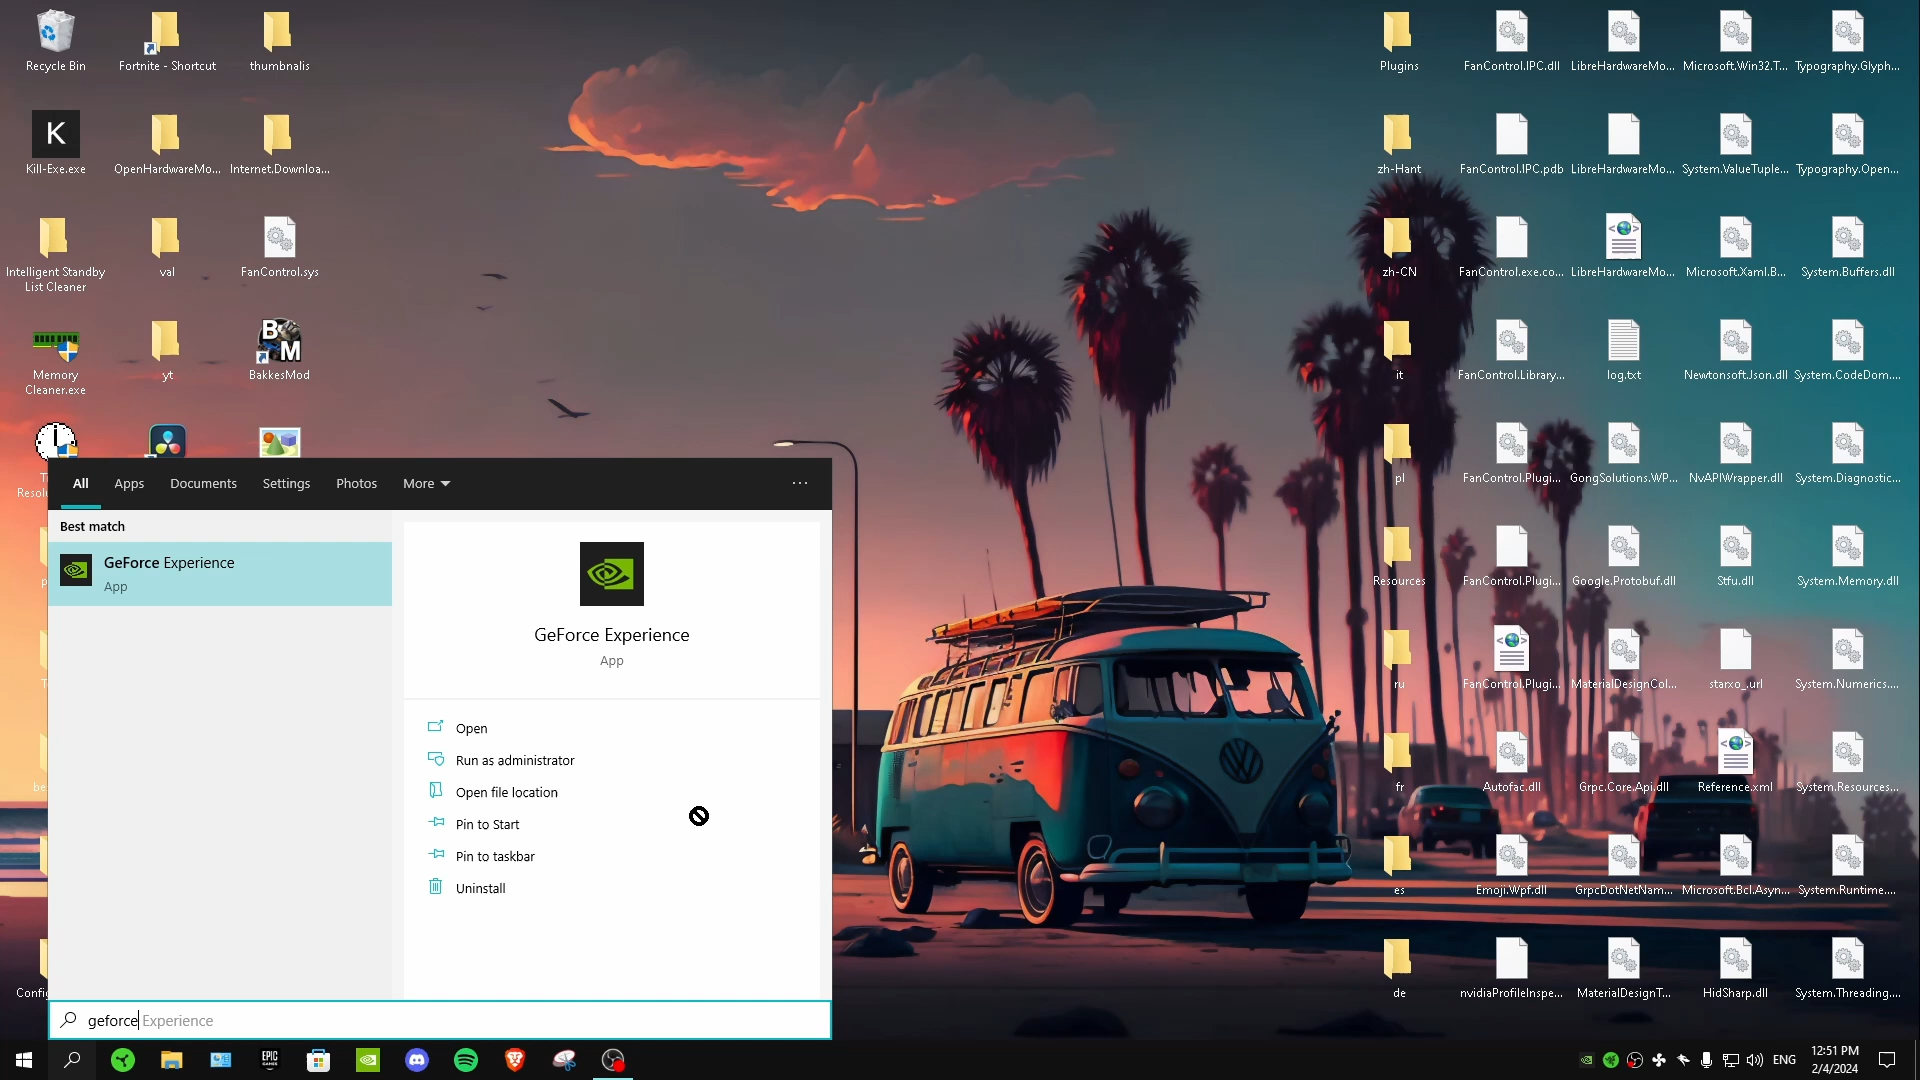 Recycle Bin
Fortnite - Shortcut
thumbnalis
Plugins
FanControl.IPC.dll
LibreHardwareMo...
Microsoft.Win32.T...
Typography.Glyph...
K
Kill-Exe.exe
OpenHardwareMo...
Internet.Downloa...
zh-Hant
FanControl.IPC.pdb
LibreHardwareMo...
System.ValueTuple...
Typography.Open...
Intelligent Standby
List Cleaner
val
FanControl.sys
zh-CN
FanControl.exe.co...
LibreHardwareMo...
Microsoft.Xaml.B...
System.Buffers.dll
B
M
Memory
Cleaner.exe
yt
BakkesMod
it
FanControl.Library...
log.txt
Newtonsoft.Json.dll
System.CodeDom....
pl
FanControl.Plugi...
GongSolutions.WP...
NvAPIWrapper.dll
System.Diagnostic...
Resources
FanControl.Plugi...
Google.Protobuf.dll
Stfu.dll
System.Memory.dll
ru
FanControl.Plugi...
MaterialDesignCol...
starxo_.url
System.Numerics....
fr
Autofac.dll
Grpc.Core.Api.dll
Reference.xml
System.Resources...
es
Emoji.Wpf.dll
GrpcDotNetNam...
Microsoft.Bcl.Asyn...
System.Runtime....
de
nvidiaProfileInspe...
MaterialDesignT...
HidSharp.dll
System.Threading....
All
Apps
Documents
Settings
Photos
More
...
Best match
GeForce Experience
App
GeForce Experience
App
Open
Run as administrator
Open file location
Pin to Start
Pin to taskbar
Uninstall
geforce Experience
EPIC
GAMES
ENG
12:51 PM
2/4/2024